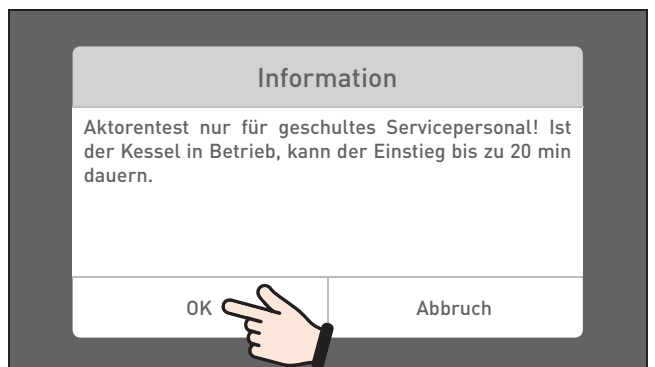 Information
Aktorentest nur für geschultes Servicepersonal! Ist
der Kessel in Betrieb, kann der Einstieg bis zu 20 min
dauern.
OK
Abbruch